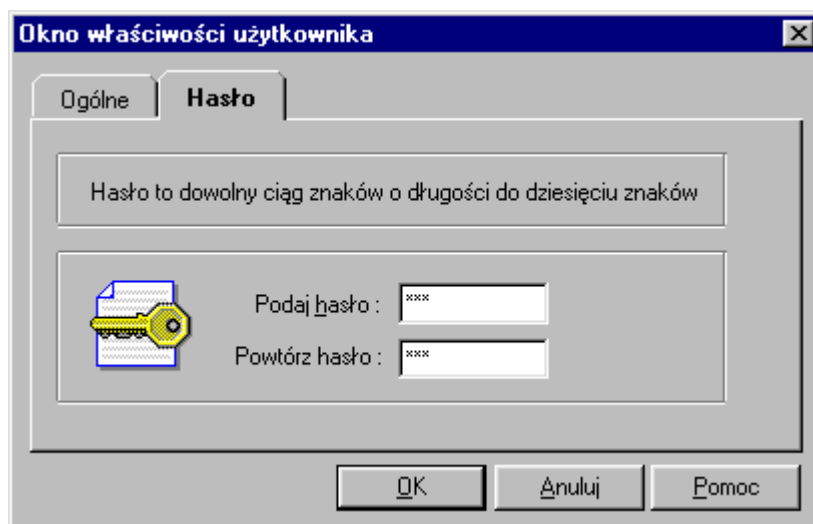 Okno właściwości użytkownika
Ogólne Hasło
Hasło to dowolny ciąg znaków o długości do dziesięciu znaków
Podaj hasło : ***
Powtórz hasło : ***
OK Anuluj Pomoc